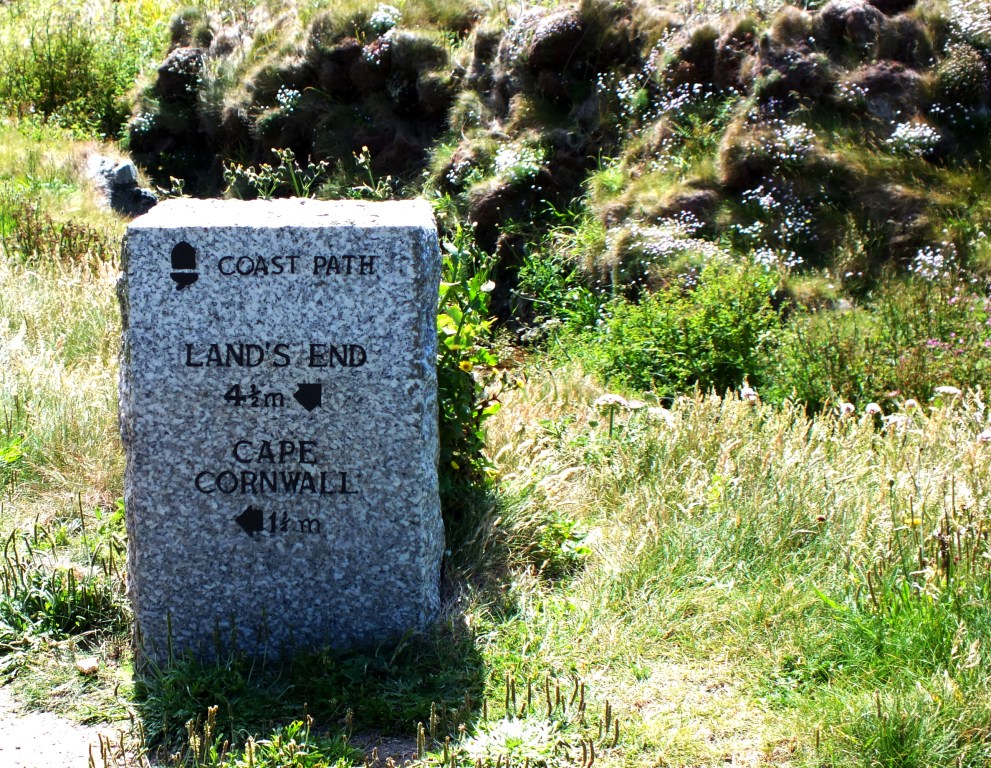 COAST PATH
LAND'S END
4½m
CAPE
CORNWALL
1½m